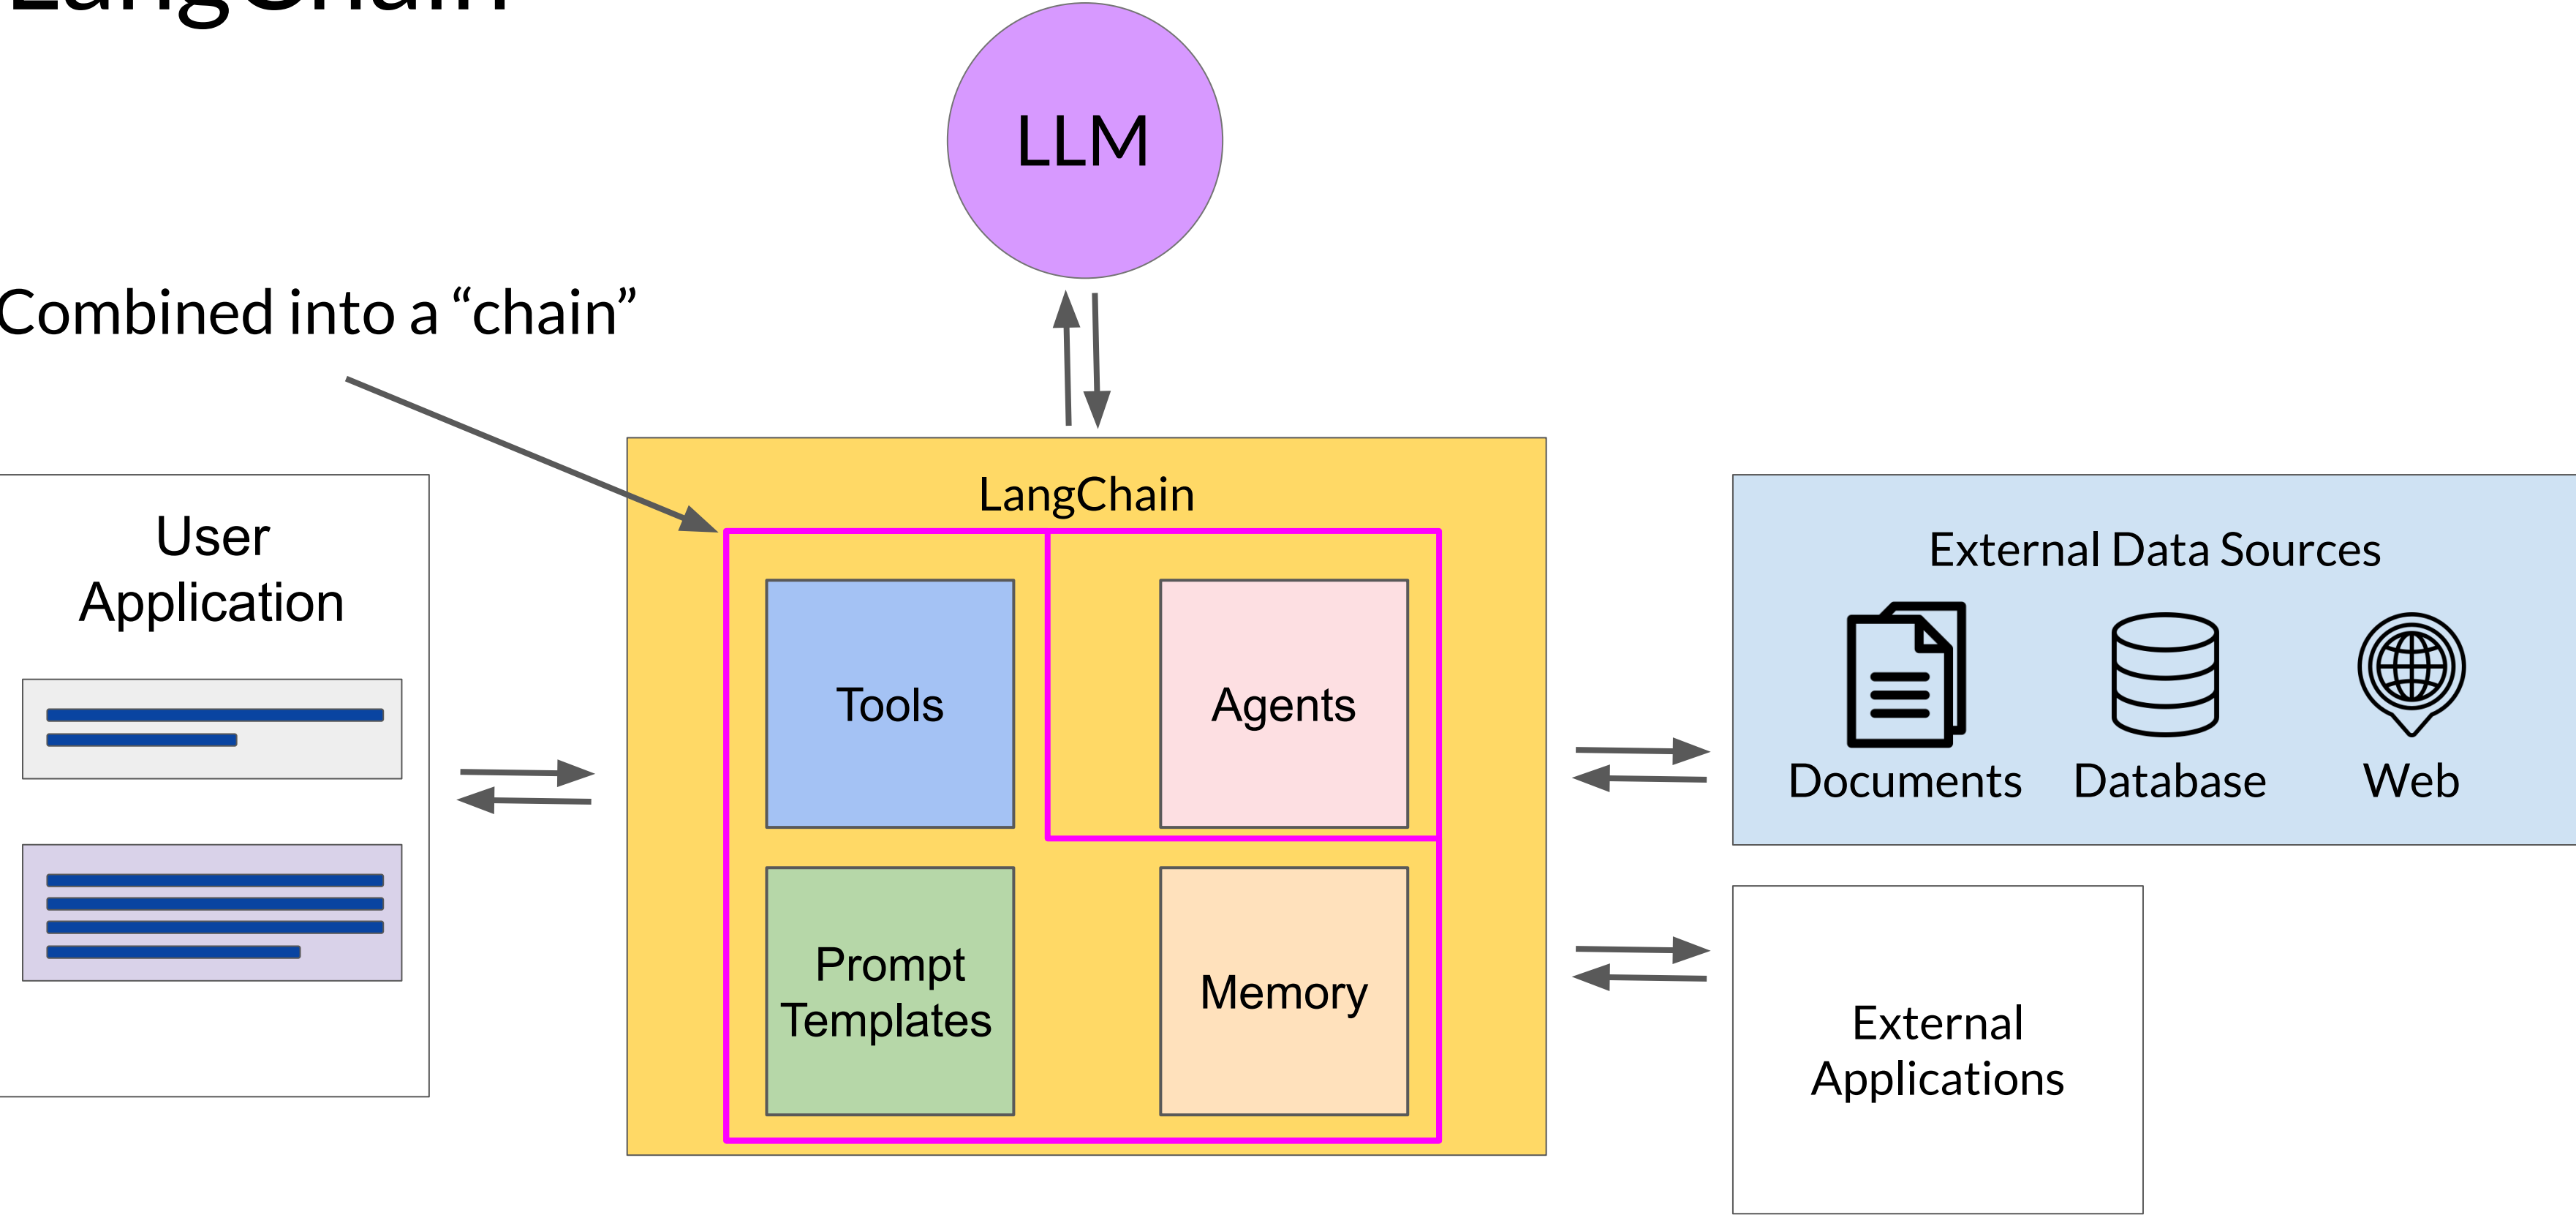 LangChain
LLM
Combined into a “chain”
LangChain
User
Application
Tools
Agents
Prompt
Templates
Memory
External Data Sources
Documents
Database
Web
External
Applications